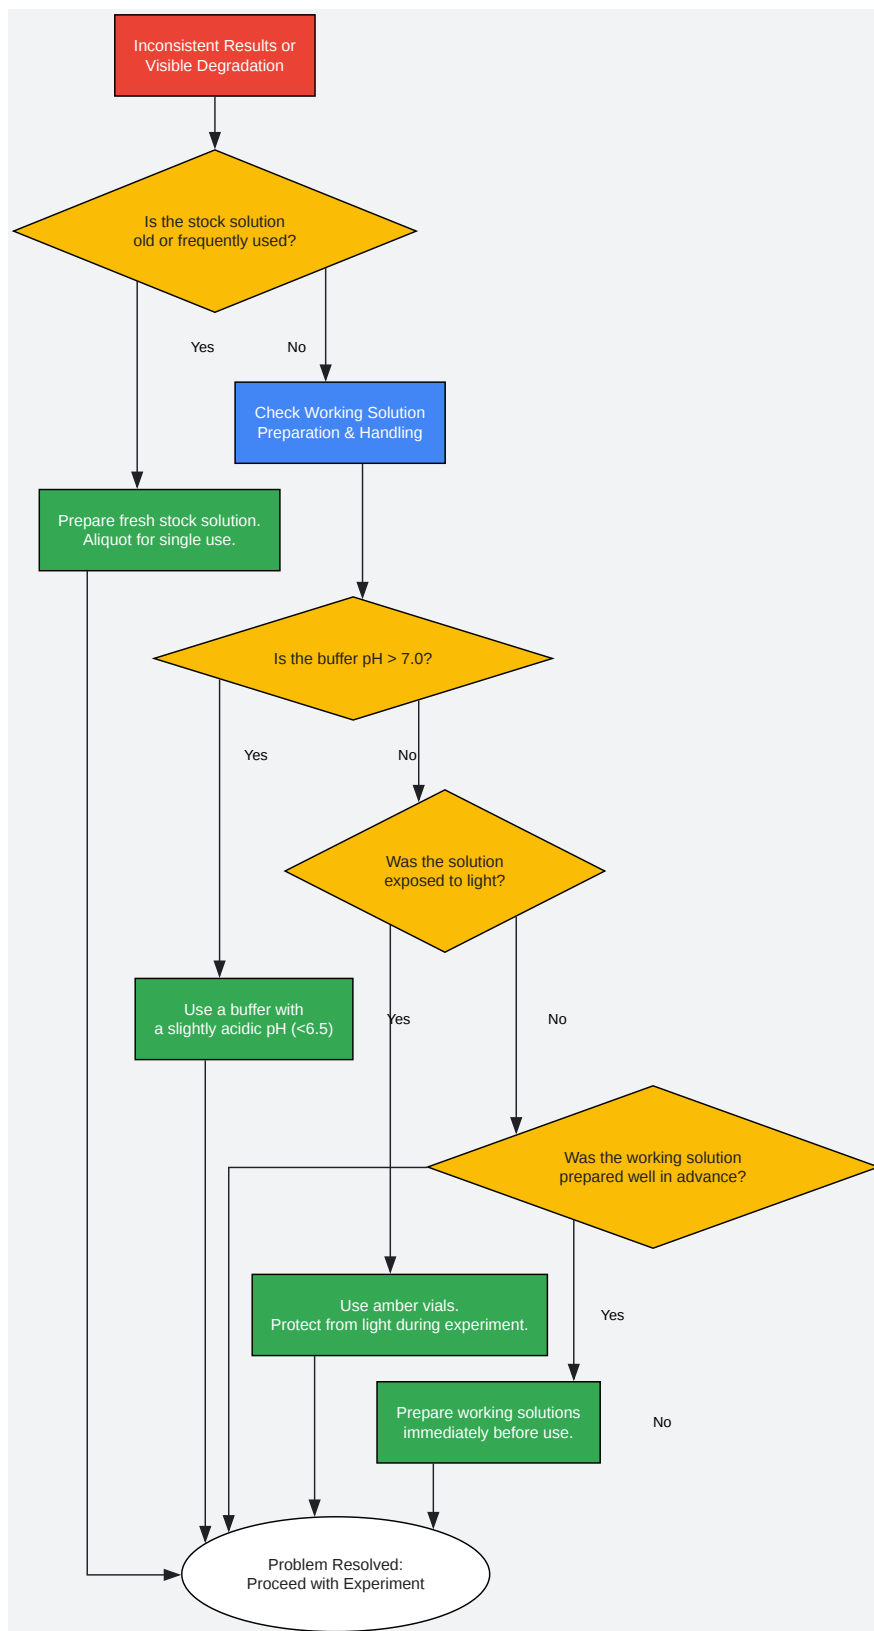 Inconsistent Results or
Visible Degradation
Is the stock solution
old or frequently used?
Yes
No
Check Working Solution
Preparation & Handling
Prepare fresh stock solution.
Aliquot for single use.
Is the buffer pH > 7.0?
Yes
No
Was the solution
exposed to light?
Use a buffer with
a slightly acidic pH (<6.5)
Yes
No
Was the working solution
prepared well in advance?
Use amber vials.
Protect from light during experiment.
Yes
Prepare working solutions
immediately before use.
No
Problem Resolved:
Proceed with Experiment